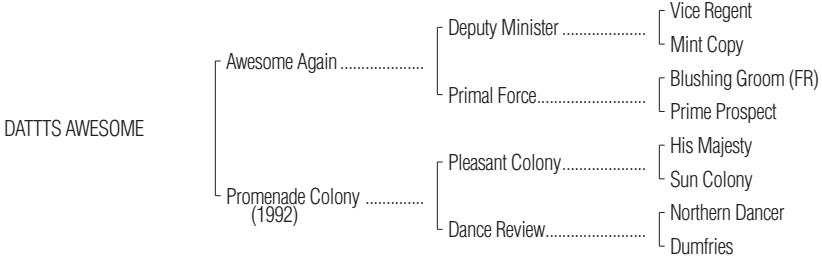 Vice Regent
Deputy Minister ....................
Mint Copy
Awesome Again ....................
Blushing Groom (FR)
Primal Force..........................
Prime Prospect
DATTTS AWESOME
His Majesty
Pleasant Colony....................
Sun Colony
Promenade Colony ..............
(1992)
Northern Dancer
Dance Review........................
Dumfries